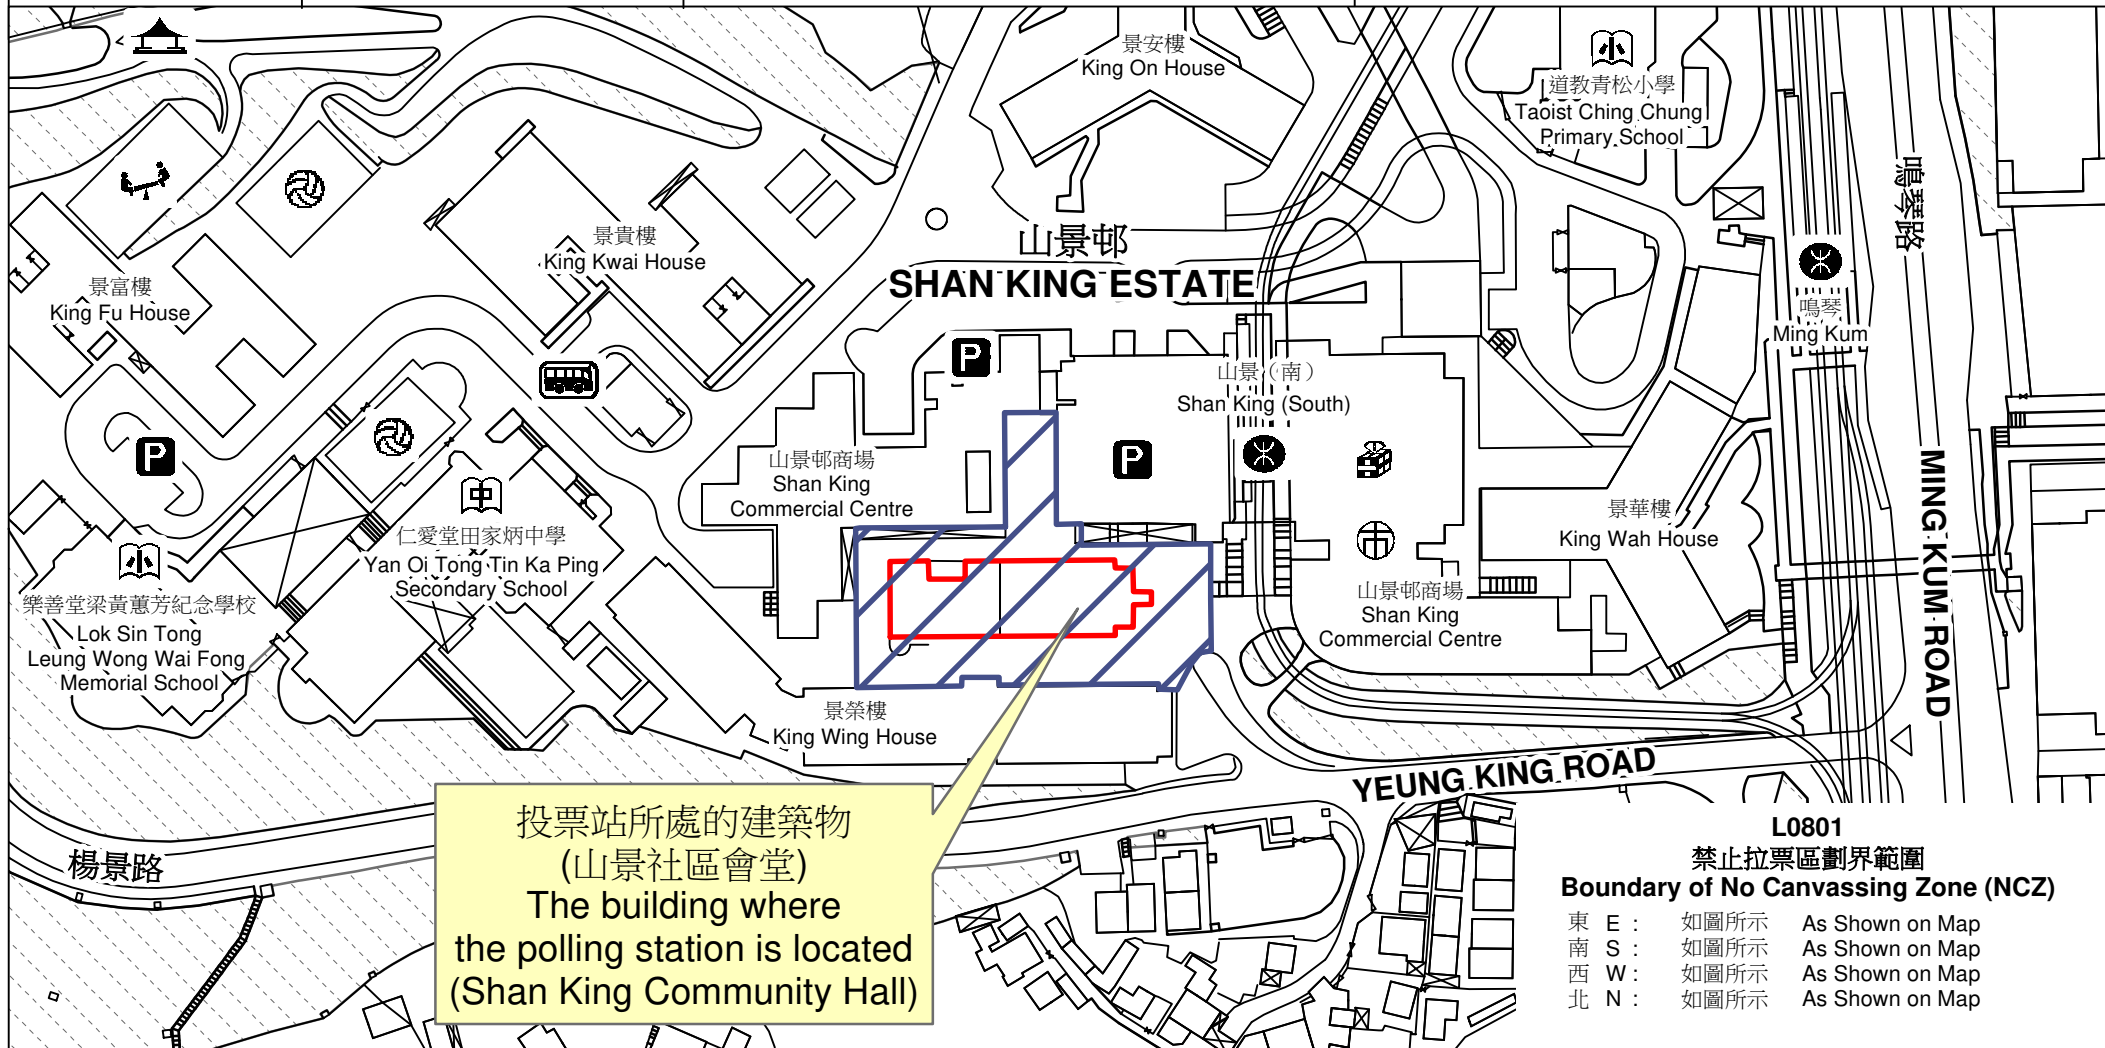 景安樓
King On House
道教青松小學
Taoist Ching Chung
Primary School
鳴琴路
景貴樓
King Kwai House
山景邨
SHAN KING ESTATE
景富樓
King Fu House
鳴琴
Ming Kum
P
山景（南）
Shan King (South)
P
P
山景邨商場
Shan King
Commercial Centre
中
仁愛堂田家炳中學
Yan Oi Tong Tin Ka Ping
Secondary School
小
小
樂善堂梁黃蕙芳紀念學校
Lok Sin Tong
Leung Wong Wai Fong
Memorial School
市
山景邨商場
Shan King
Commercial Centre
景華樓
King Wah House
MING KUM ROAD
景榮樓
King Wing House
YEUNG KING ROAD
楊景路
投票站所處的建築物
(山景社區會堂)
The building where
the polling station is located
(Shan King Community Hall)
L0801
禁止拉票區劃界範圍
Boundary of No Canvassing Zone (NCZ)
東 E : 如圖所示 As Shown on Map
南 S : 如圖所示 As Shown on Map
西 W : 如圖所示 As Shown on Map
北 N : 如圖所示 As Shown on Map